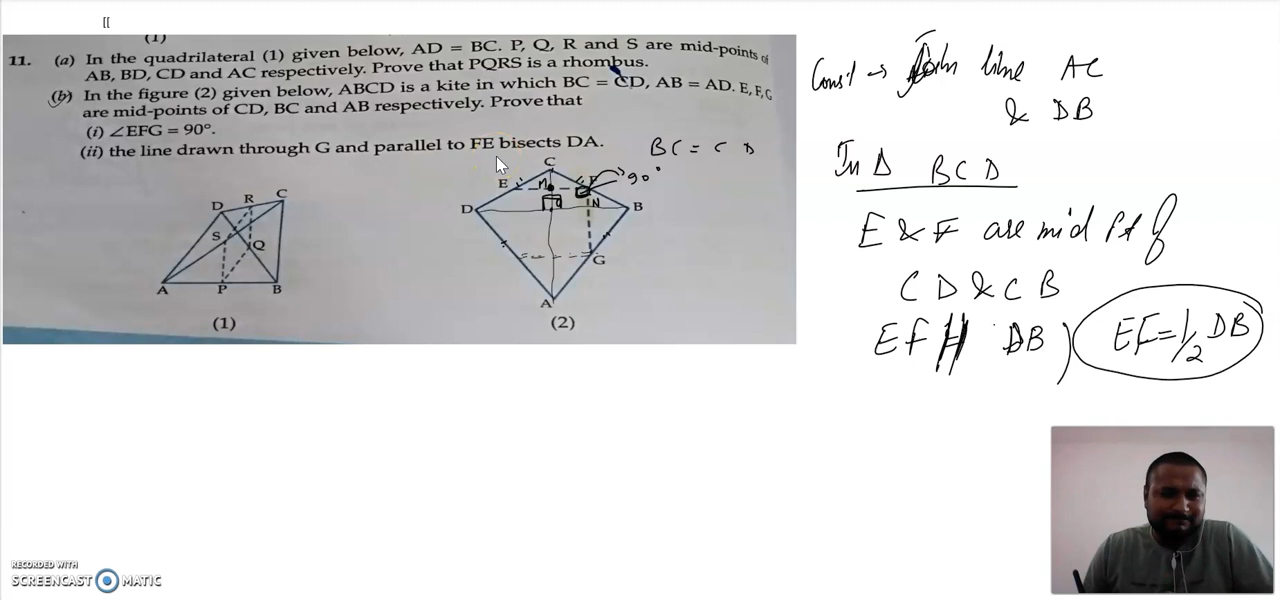 [[
(1)
11. (a) In the quadrilateral (1) given below, AD = BC. P, Q, R and S are mid-points of
AB, BD, CD and AC respectively. Prove that PQRS is a rhombus.
(b) In the figure (2) given below, ABCD is a kite in which BC = CD, AB = AD. E, F, G
are mid-points of CD, BC and AB respectively. Prove that
(i) ∠EFG = 90°.
(ii) the line drawn through G and parallel to FE bisects DA.
BC = CD
D R C
S Q
A P B
(1)
C
E M F 90°
D O N B
G
A
(2)
Const → Join line AC
& DB
In Δ BCD
E & F are mid Pt of
CD & CB
EF || DB) EF = 1/2 DB
RECORDED WITH
SCREENCAST MATIC